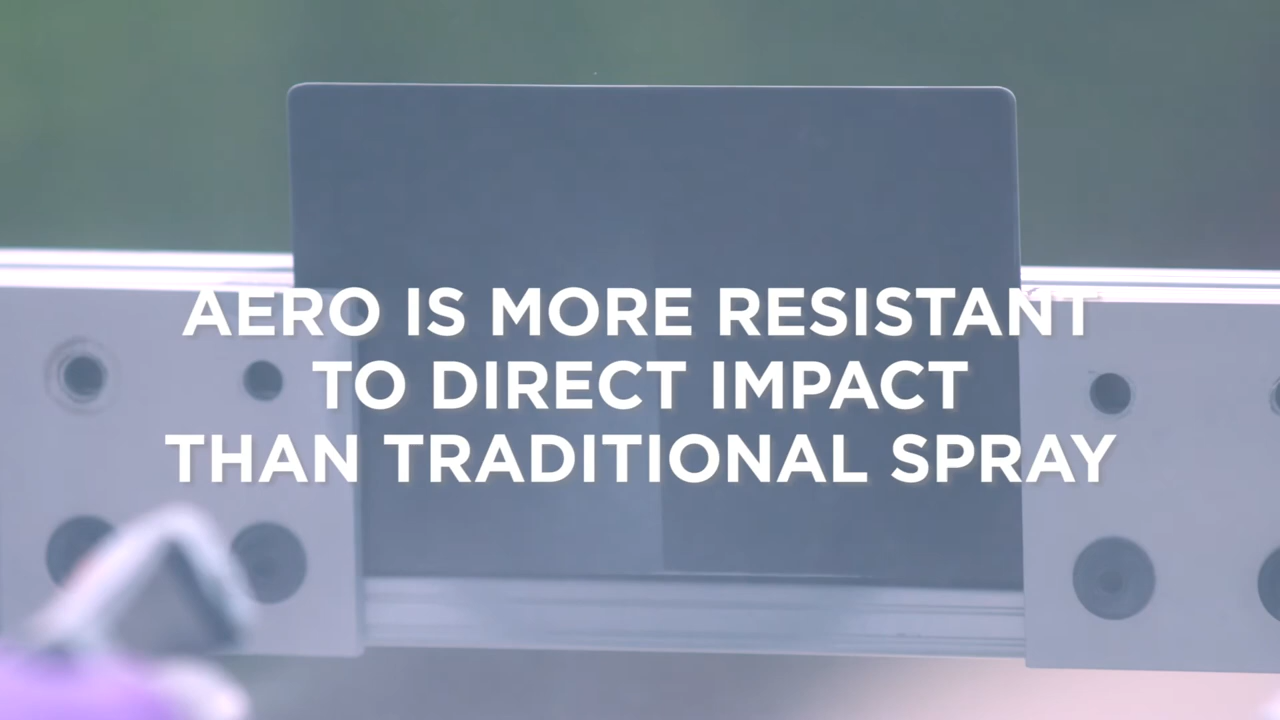 AERO IS MORE RESISTANT
TO DIRECT IMPACT
THAN TRADITIONAL SPRAY